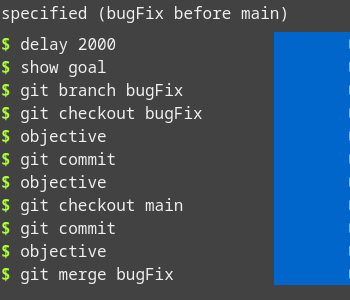 specified (bugFix before main)
$ delay 2000
$ show goal
$ git branch bugFix
$ git checkout bugFix
$ objective
$ git commit
$ objective
$ git checkout main
$ git commit
$ objective
$ git merge bugFix